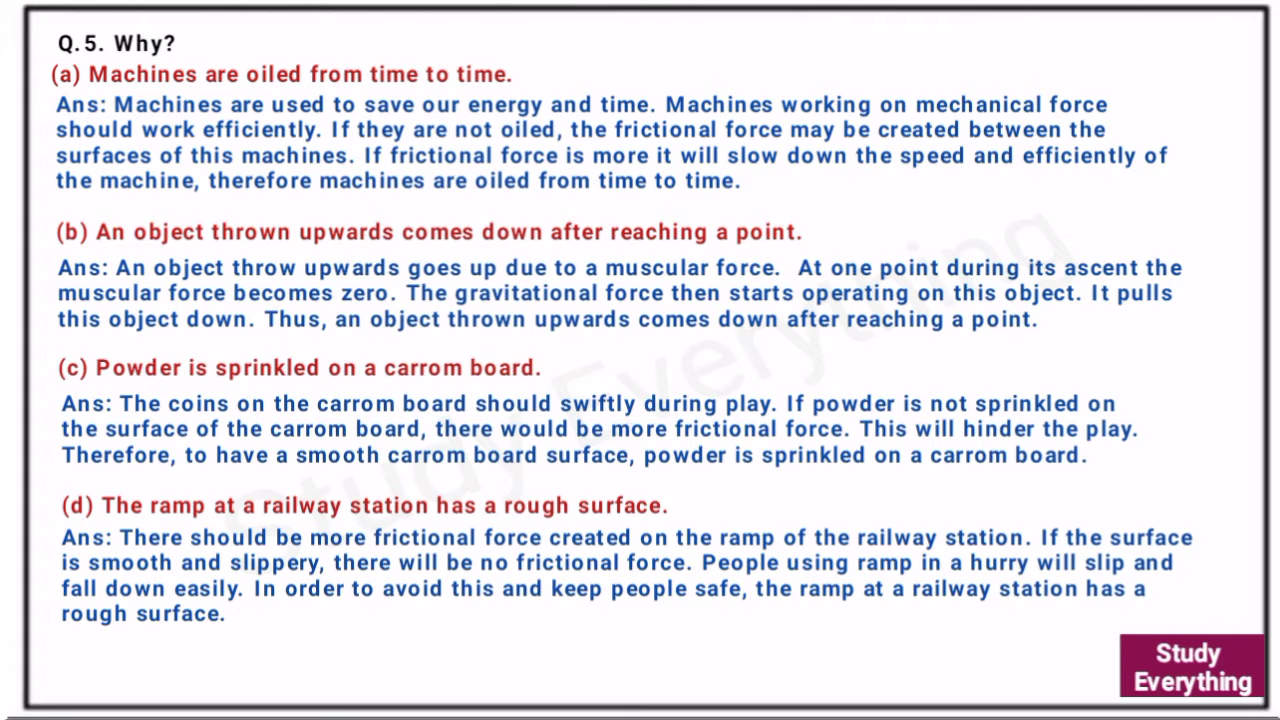 Q.5. Why?
(a) Machines are oiled from time to time.
Ans: Machines are used to save our energy and time. Machines working on mechanical force
should work efficiently. If they are not oiled, the frictional force may be created between the
surfaces of this machines. If frictional force is more it will slow down the speed and efficiently of
the machine, therefore machines are oiled from time to time.
(b) An object thrown upwards comes down after reaching a point.
Ans: An object throw upwards goes up due to a muscular force. At one point during its ascent the
muscular force becomes zero. The gravitational force then starts operating on this object. It pulls
this object down. Thus, an object thrown upwards comes down after reaching a point.
(c) Powder is sprinkled on a carrom board.
Ans: The coins on the carrom board should swiftly during play. If powder is not sprinkled on
the surface of the carrom board, there would be more frictional force. This will hinder the play.
Therefore, to have a smooth carrom board surface, powder is sprinkled on a carrom board.
(d) The ramp at a railway station has a rough surface.
Ans: There should be more frictional force created on the ramp of the railway station. If the surface
is smooth and slippery, there will be no frictional force. People using ramp in a hurry will slip and
fall down easily. In order to avoid this and keep people safe, the ramp at a railway station has a
rough surface.
Study Everything
Study
Everything